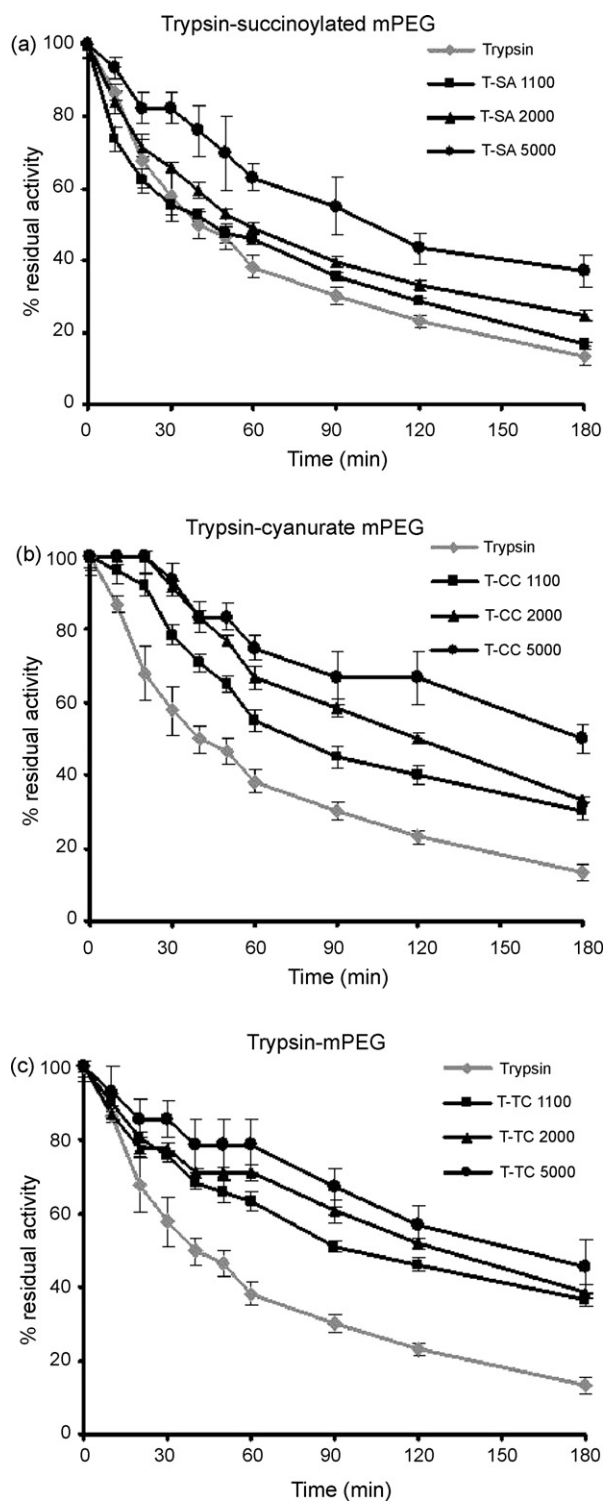 (a)
Trypsin-succinoylated mPEG
Trypsin
T-SA 1100
T-SA 2000
T-SA 5000
% residual activity
100
80
60
40
20
0
0 30 60 90 120 150 180
Time (min)
(b)
Trypsin-cyanurate mPEG
Trypsin
T-CC 1100
T-CC 2000
T-CC 5000
% residual activity
100
80
60
40
20
0
0 30 60 90 120 150 180
Time (min)
(c)
Trypsin-mPEG
Trypsin
T-TC 1100
T-TC 2000
T-TC 5000
% residual activity
100
80
60
40
20
0
0 30 60 90 120 150 180
Time (min)